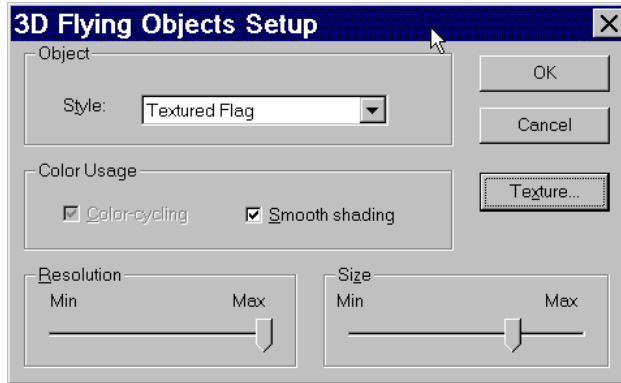 3D Flying Objects Setup
Object
Style:
Textured Flag
OK
Cancel
Color Usage
Color-cycling
Smooth shading
Texture...
Resolution
Min Max
Size
Min Max